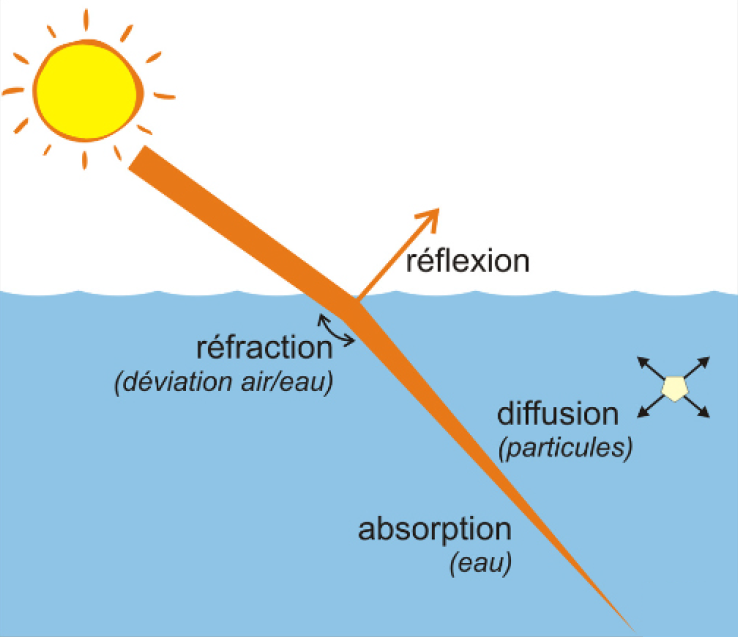 réflexion
réfraction
(déviation air/eau)
diffusion
(particules)
absorption
(eau)